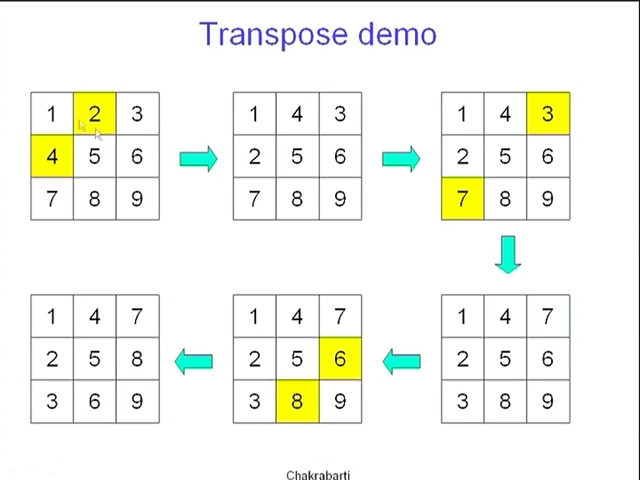 Transpose demo
1 2 3 1 4 3 1 4 3
4 5 6 2 5 6 2 5 6
7 8 9 7 8 9 7 8 9
1 4 7 1 4 7 1 4 7
2 5 8 2 5 6 2 5 6
3 6 9 3 8 9 3 8 9
Chakrabarti